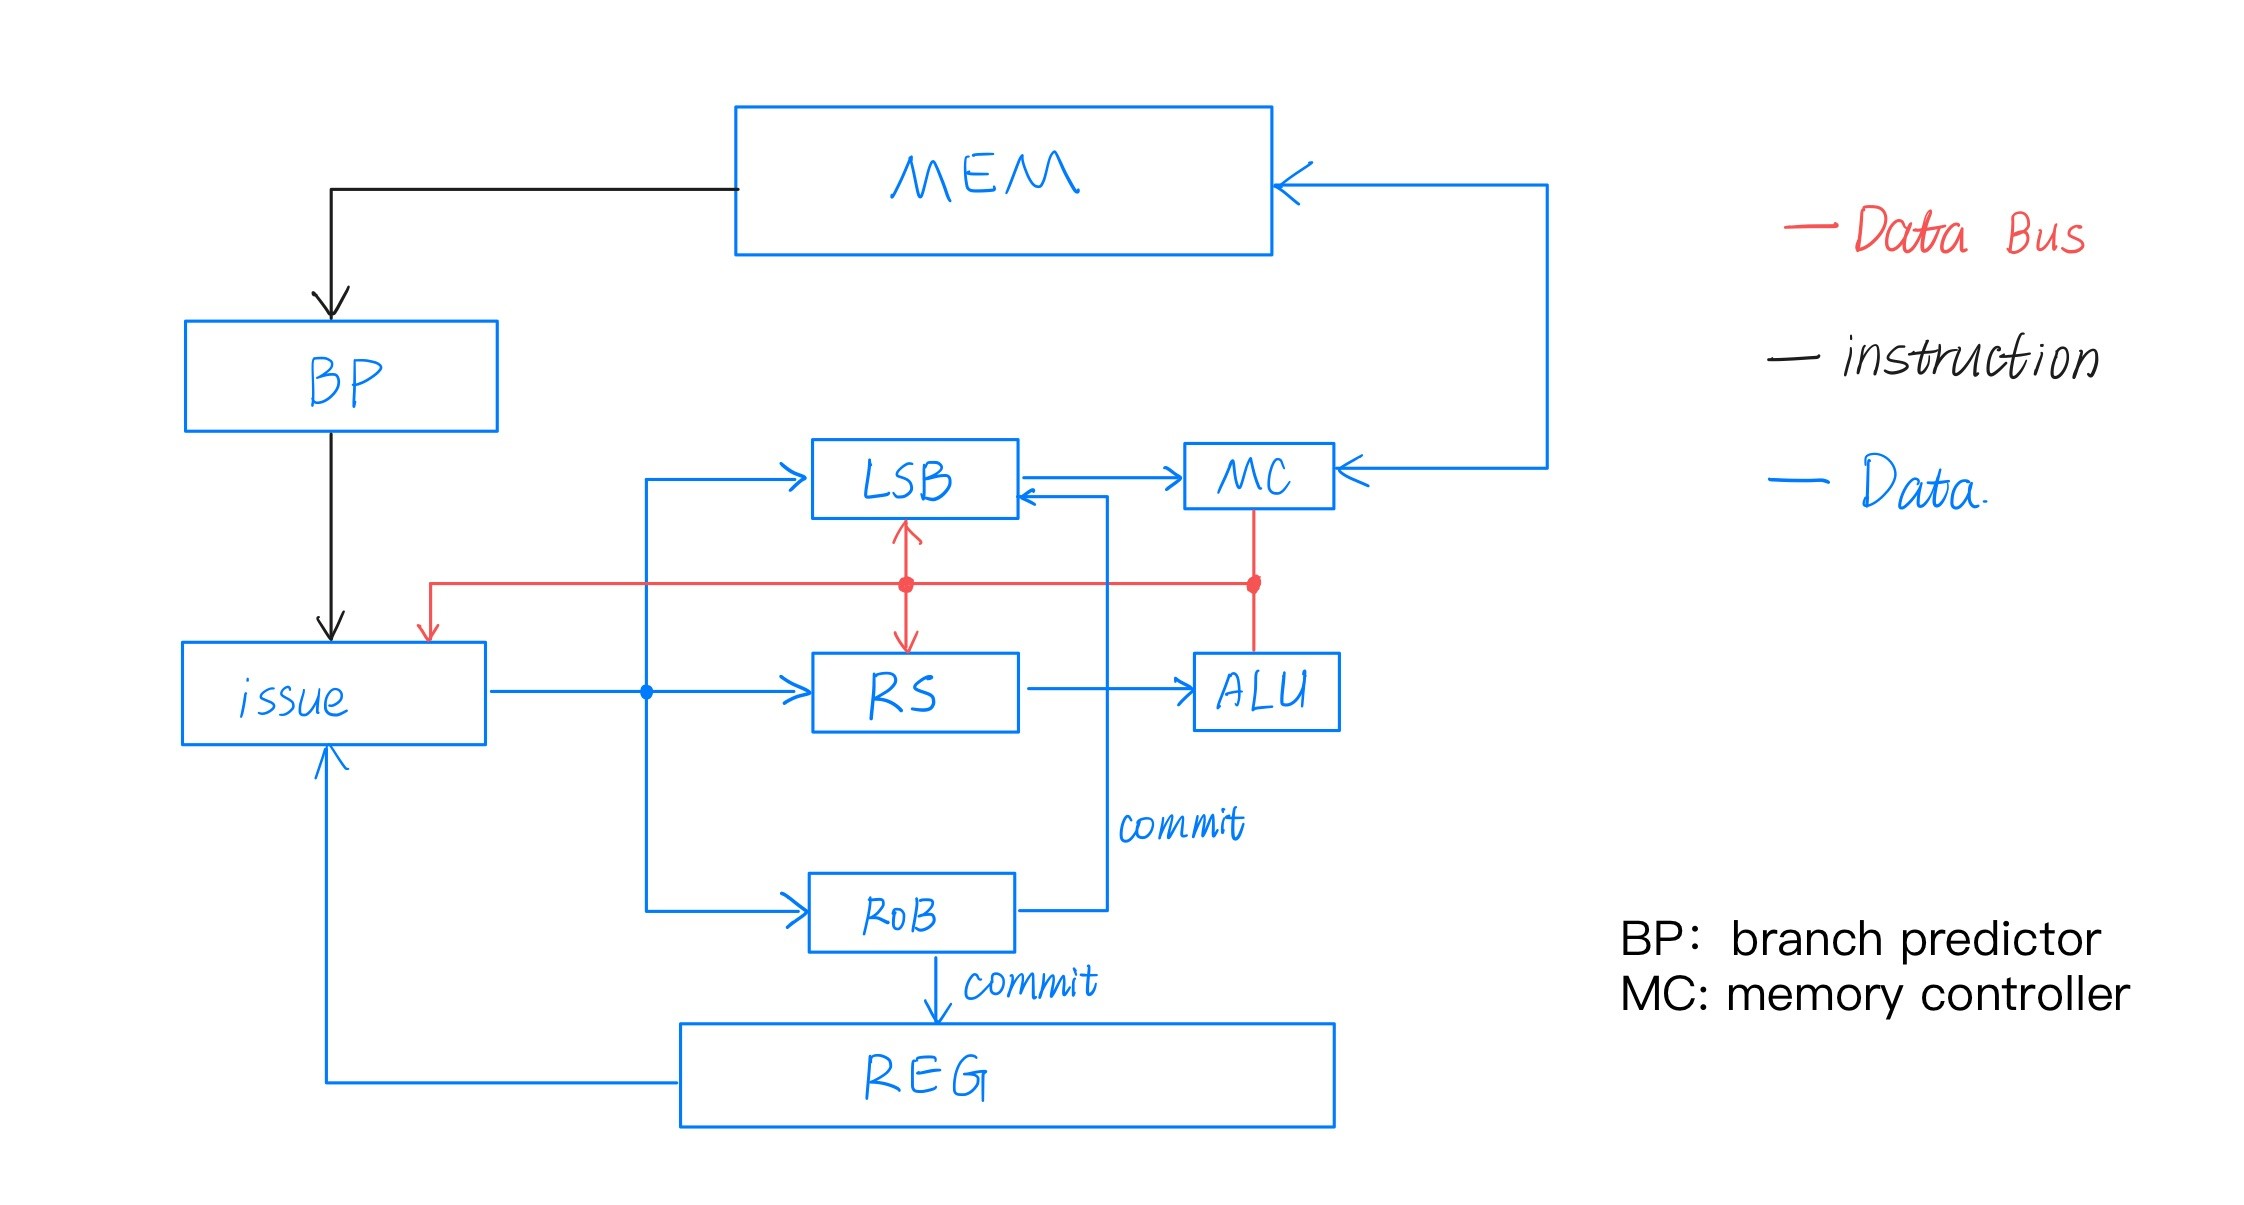 MEM
Data Bus
instruction
BP
LSB
MC
Data.
issue
RS
ALU
commit
RoB
commit
REG
BP： branch predictor
MC: memory controller